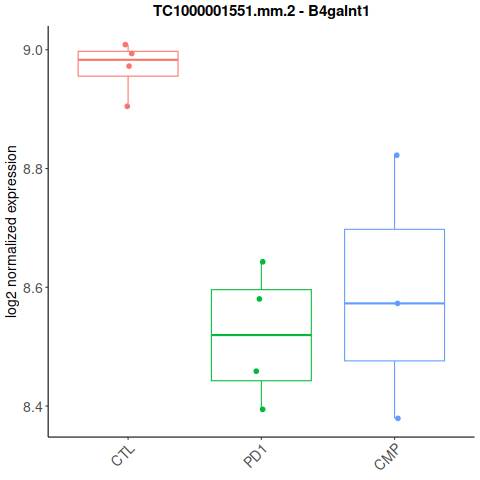 TC1000001551.mm.2 - B4galnt1
log2 normalized expression
9.0
8.8
8.6
8.4
CTL
PD1
CMP